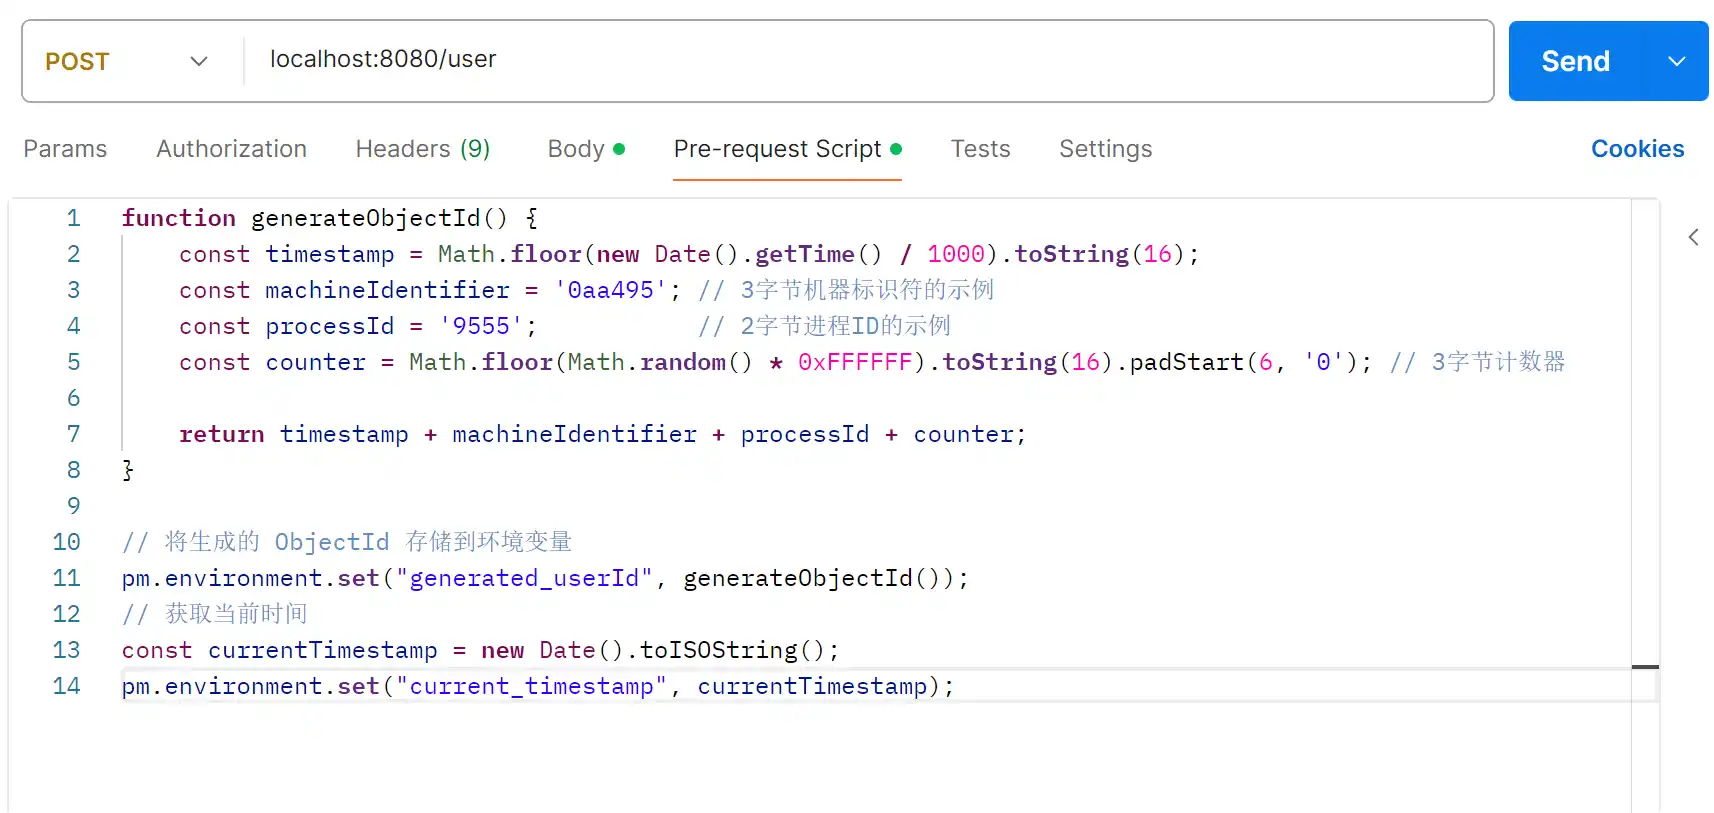 POST localhost:8080/user Send
Params Authorization Headers (9) Body Pre-request Script Tests Settings Cookies
1 function generateObjectId() {
2 const timestamp = Math.floor(new Date().getTime() / 1000).toString(16);
3 const machineIdentifier = '0aa495'; // 3字节机器标识符的示例
4 const processId = '9555'; // 2字节进程ID的示例
5 const counter = Math.floor(Math.random() * 0xFFFFFF).toString(16).padStart(6, '0'); // 3字节计数器
6
7 return timestamp + machineIdentifier + processId + counter;
8 }
9
10 // 将生成的 ObjectId 存储到环境变量
11 pm.environment.set("generated_userId", generateObjectId());
12 // 获取当前时间
13 const currentTimestamp = new Date().toISOString();
14 pm.environment.set("current_timestamp", currentTimestamp);